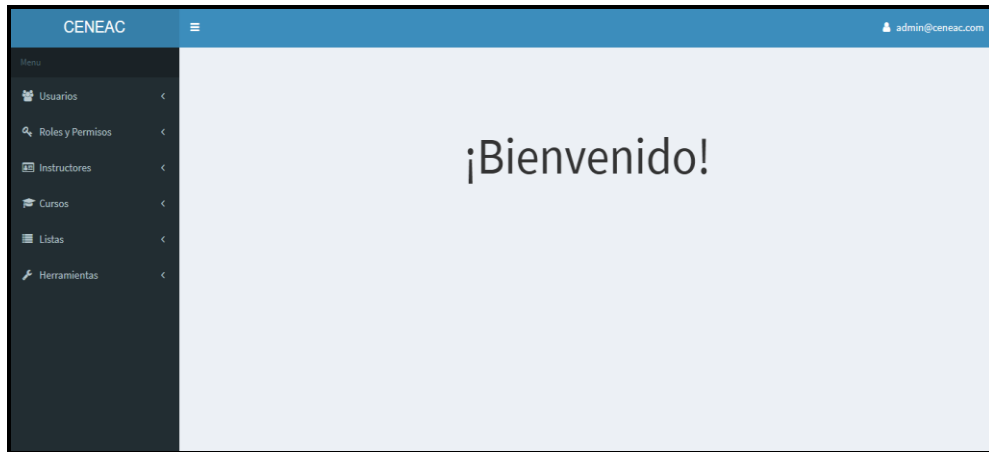 CENEAC
admin@ceneac.com
Menu
Usuarios
Roles y Permisos
Instructores
Cursos
Listas
Herramientas
¡Bienvenido!